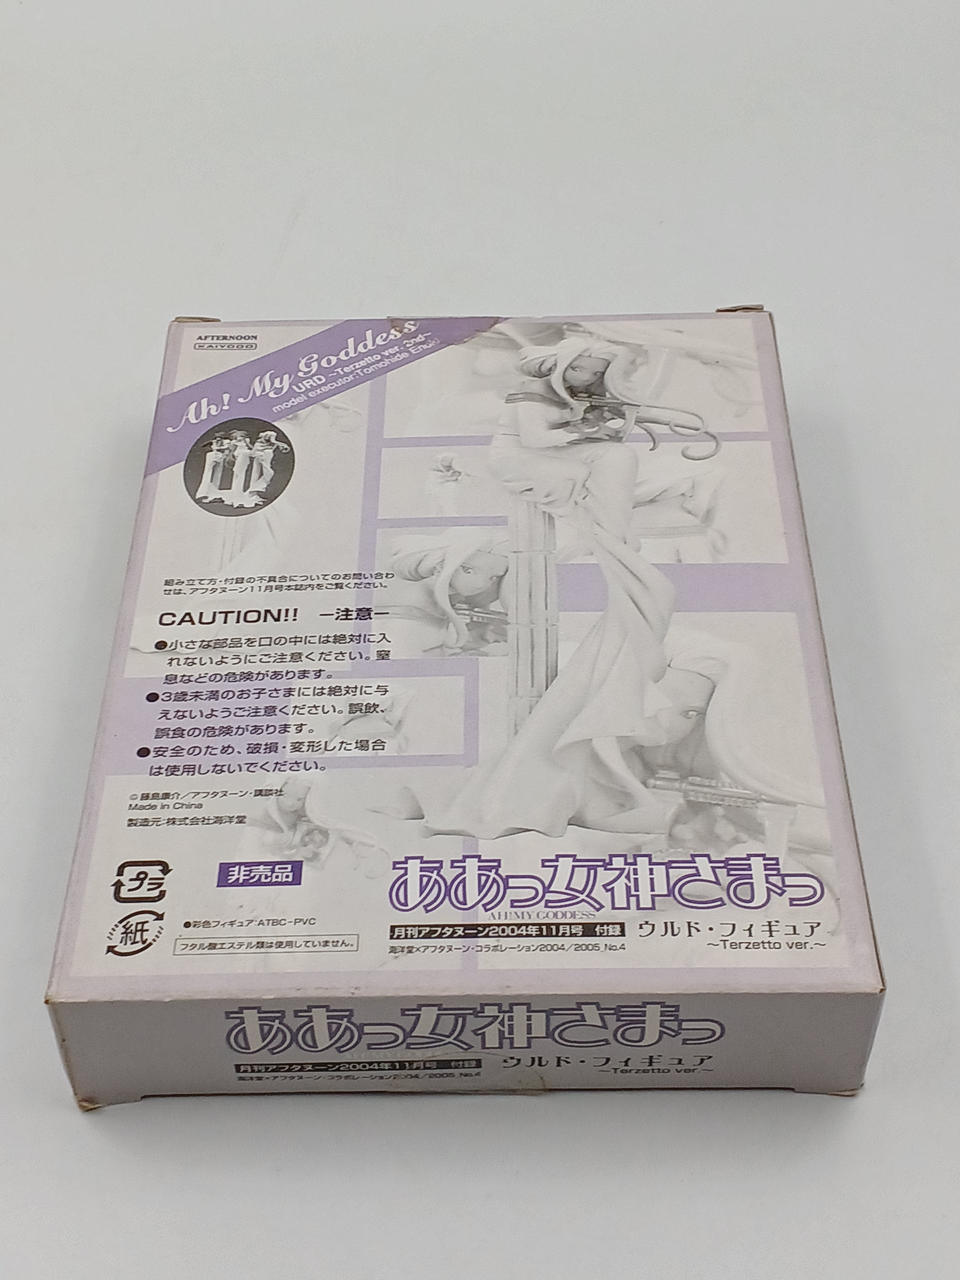 AFTERNOON
KAIYODO
Ah! My Goddess
URD ~Terzetto ver. 2nd~
model executor:Tomohide Enoki
組み立て方・付録の不具合についてのお問い合わ
せは、アフタヌーン11月号本誌内をご覧ください。
CAUTION!! ー注意ー
●小さな部品を口の中には絶対に入
れないようにご注意ください。窒
息などの危険があります。
●3歳未満のお子さまには絶対に与
えないようご注意ください。誤飲、
誤食の危険があります。
●安全のため、破損・変形した場合
は使用しないでください。
©藤島康介／アフタヌーン・講談社
Made in China
製造元:株式会社海洋堂
プラ
紙
非売品
●彩色フィギュア:ATBC-PVC
フタル酸エステル類は使用していません。
ああっ女神さまっ
AH! MY GODDESS
月刊アフタヌーン2004年11月号 付録
ウルド・フィギュア
~Terzetto ver.~
海洋堂×アフタヌーン・コラボレーション2004／2005 No.4
ああっ女神さまっ
月刊アフタヌーン2004年11月号 付録
ウルド・フィギュア
~Terzetto ver.~
海洋堂×アフタヌーン・コラボレーション2004／2005 No.4